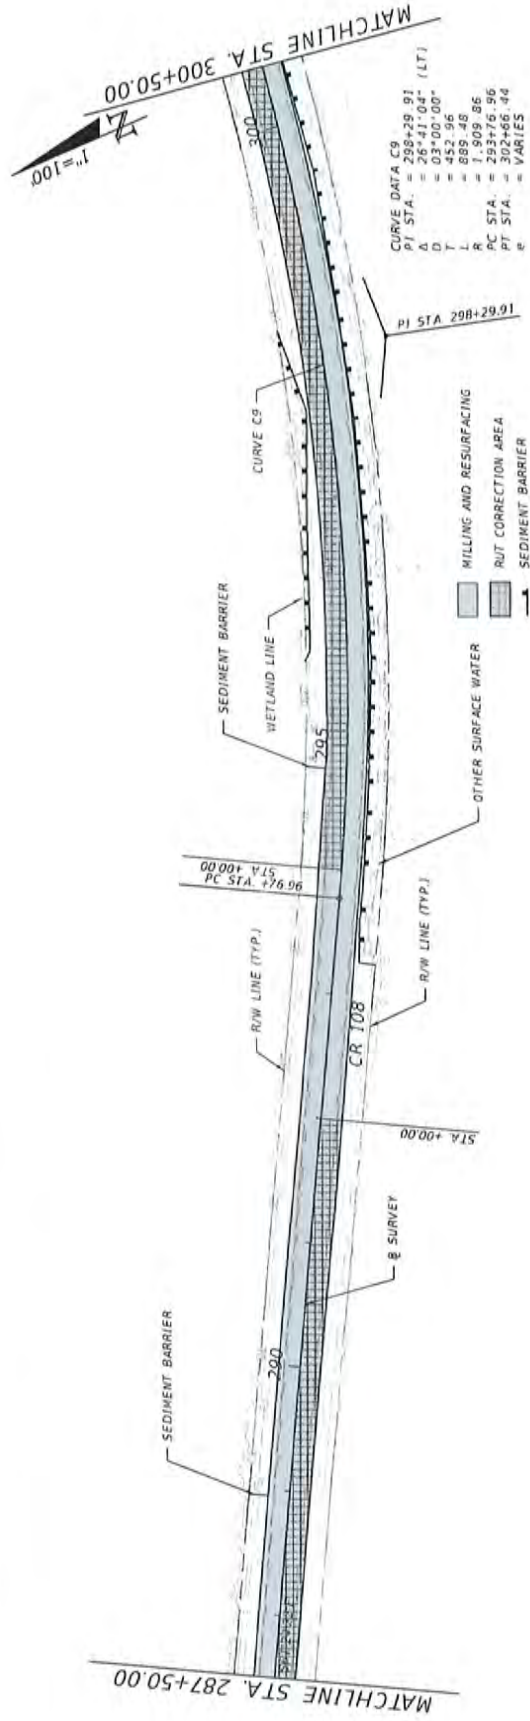 MATCHLINE STA. 300+50.00
1"=100'
N
300
CURVE DATA C9
PI STA. = 298+29.91
Δ = 26°41'04" (LT)
D = 03°00'00"
T = 452.96
L = 889.48
R = 1,909.86
PC STA. = 293+76.96
PT STA. = 302+66.44
e = VARIES
PI STA 298+29.91
CURVE C9
SEDIMENT BARRIER
WETLAND LINE
295
MILLING AND RESURFACING
RUT CORRECTION AREA
SEDIMENT BARRIER
OTHER SURFACE WATER
STA. +00.00
PC STA. +76.96
R/W LINE (TYP.)
R/W LINE (TYP.)
CR 108
STA. +00.00
SURVEY
290
SEDIMENT BARRIER
MATCHLINE STA. 287+50.00